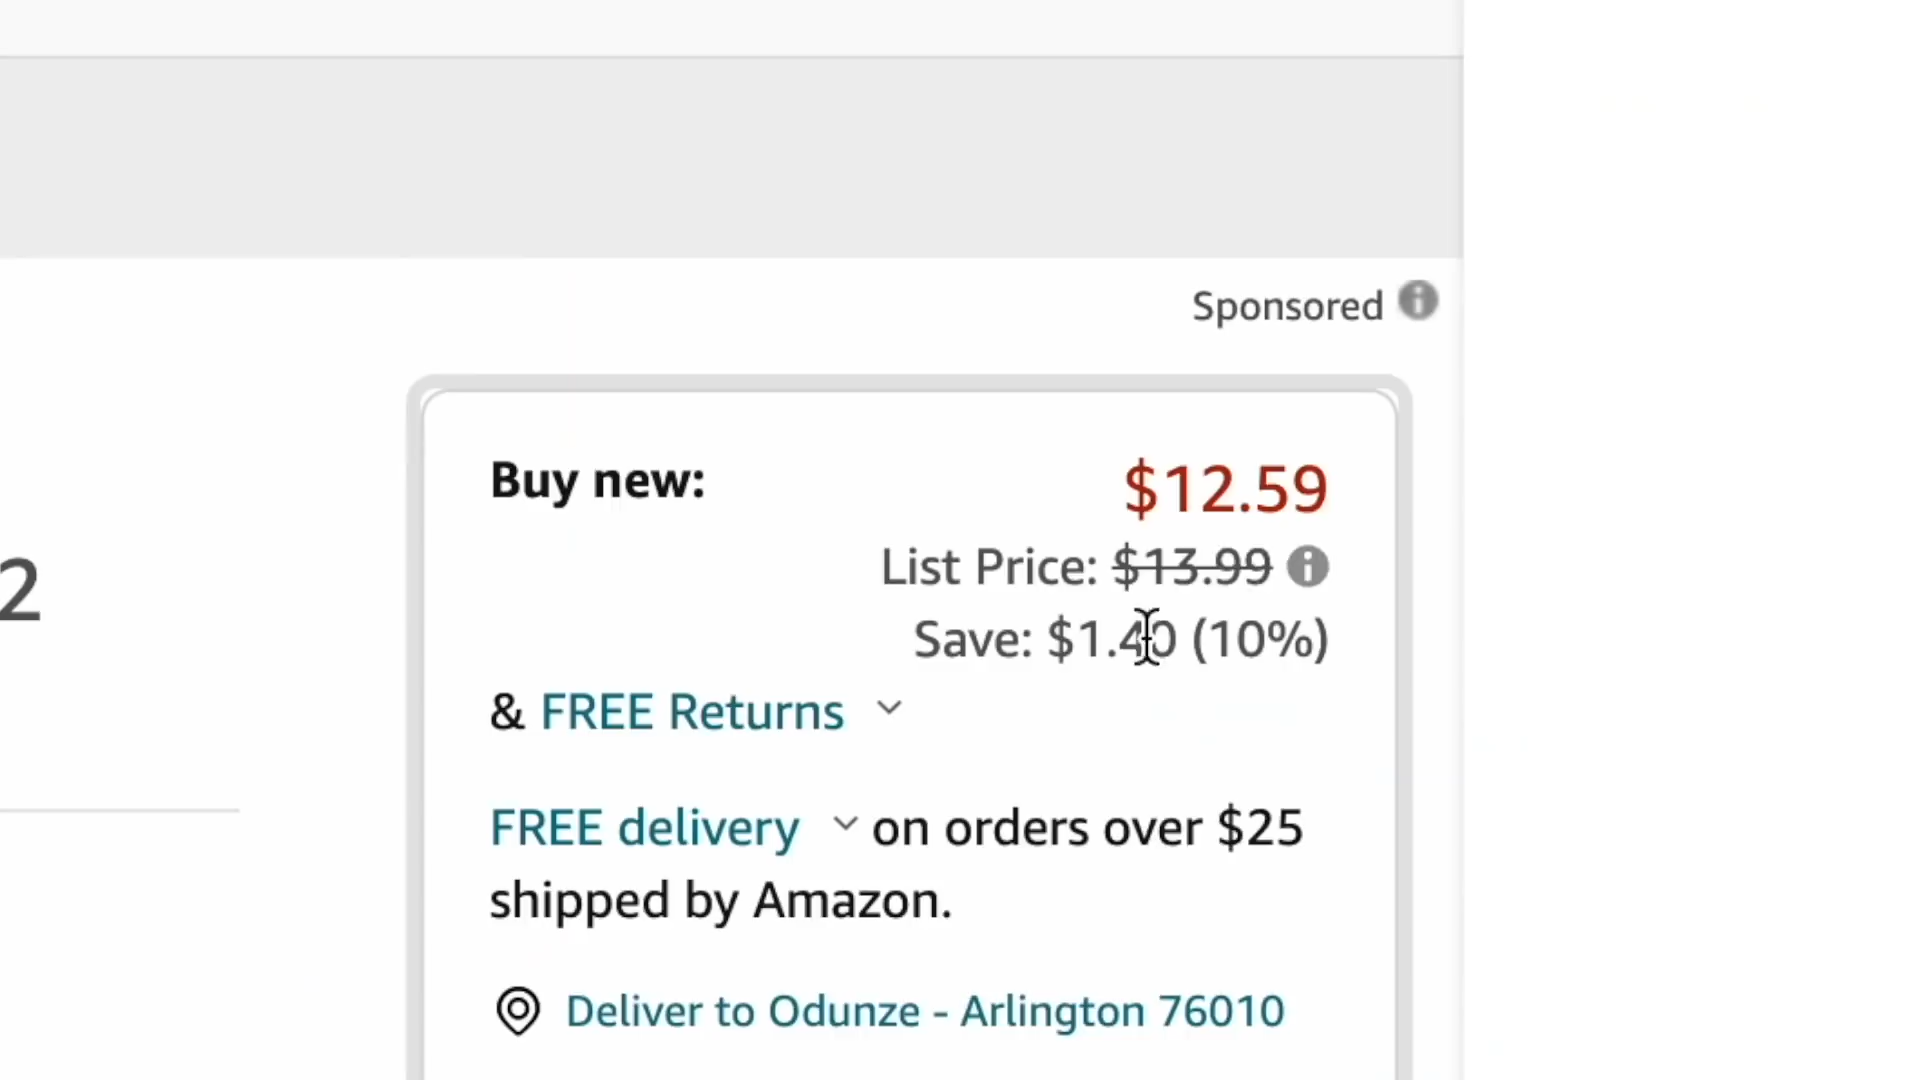 Sponsored
Buy new: $12.59
List Price: $13.99
Save: $1.40 (10%)
2
& FREE Returns
FREE delivery on orders over $25
shipped by Amazon.
Deliver to Odunze - Arlington 76010